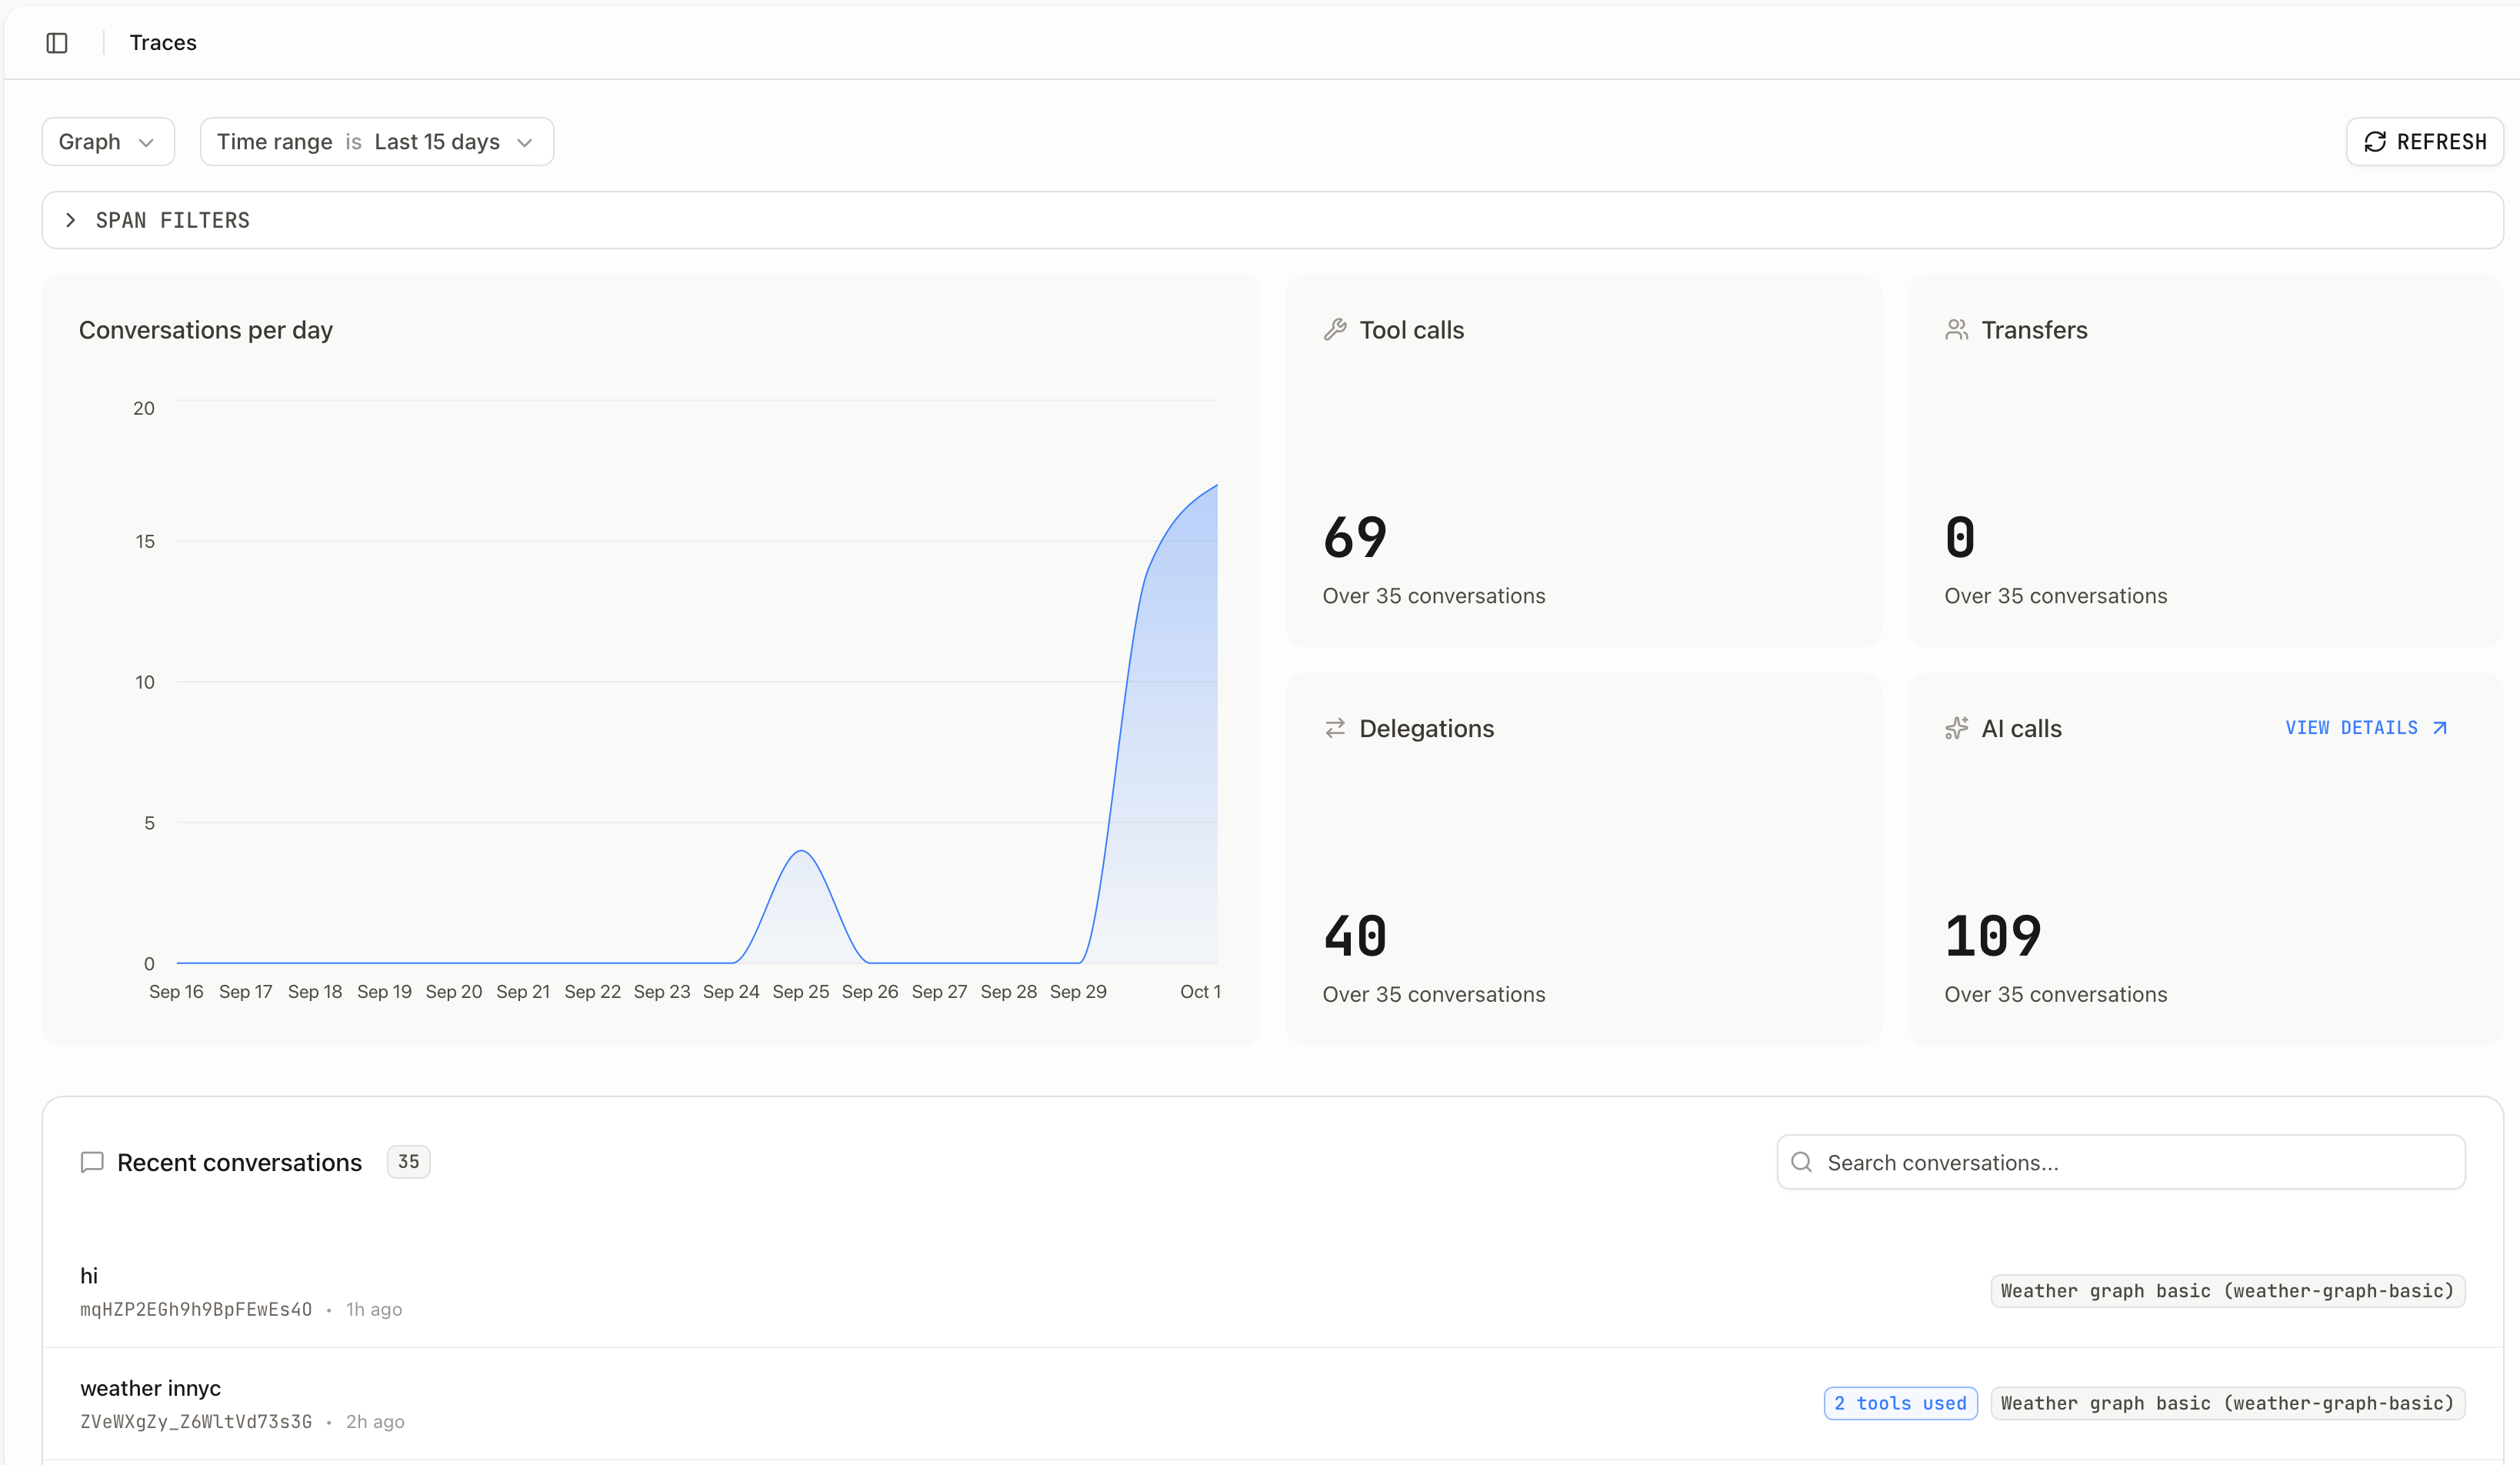 Traces
Graph
Time range is Last 15 days
REFRESH
SPAN FILTERS
Conversations per day
20
15
10
5
0
Sep 16 Sep 17 Sep 18 Sep 19 Sep 20 Sep 21 Sep 22 Sep 23 Sep 24 Sep 25 Sep 26 Sep 27 Sep 28 Sep 29 Oct 1
Tool calls
69
Over 35 conversations
Transfers
0
Over 35 conversations
Delegations
40
Over 35 conversations
AI calls
VIEW DETAILS
109
Over 35 conversations
Recent conversations 35
Search conversations...
hi
mqHZP2EGh9h9BpFEwEs4O • 1h ago
Weather graph basic (weather-graph-basic)
weather innyc
ZVeWXgZy_Z6WltVd73s3G • 2h ago
2 tools used
Weather graph basic (weather-graph-basic)